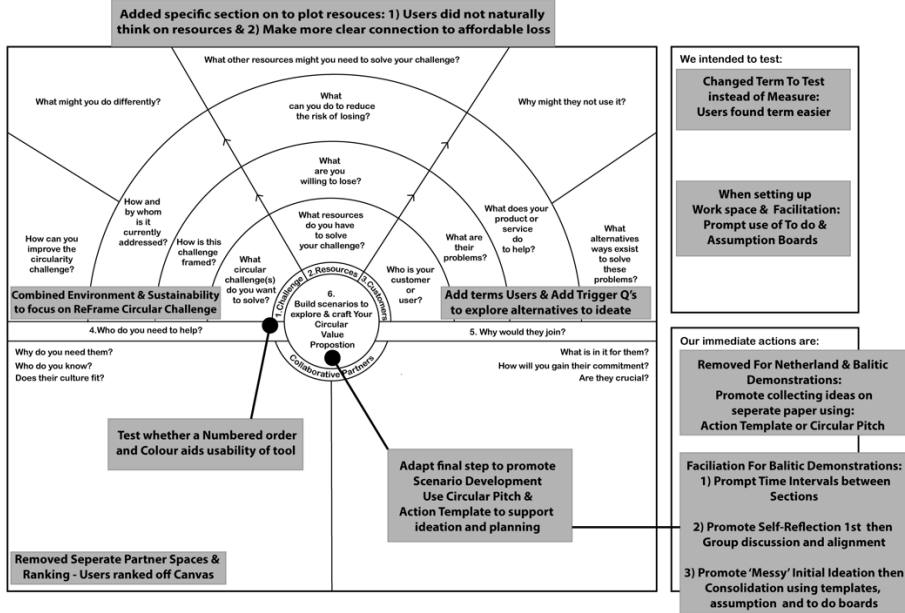 Added specific section on to plot resouces: 1) Users did not naturally
think on resources & 2) Make more clear connection to affordable
loss
What other resources might you need to solve your challenge?
What might you do differently?
Why might they not use it?
What
can you do to reduce
the risk of losing?
What
are you
willing to lose?
What resources
do you have
to solve
your challenge?
How can you
improve the
circularity
challenge?
How and
by whom
is it
currently
addressed?
How is this
challenge
framed?
What
circular
challenge(s)
do you want
to solve?
Who is your
customer
or user?
What are
their
problems?
What does your
product or
service
do
to help?
What
alternatives
ways exsist
to solve
these
problems?
1.Challenge
2.Resources
3.Customers
6.
Build scenarios to
explore & craft Your
Circular
Value
Propostion
Collaborative Partners
Combined Environment & Sustainability
to focus on ReFrame Circular Challenge
Add terms Users & Add Trigger Q's
to explore alternatives to ideate
4.Who do you need to help?
5. Why would they join?
Why do you need them?
Who do you know?
Does their culture fit?
What is in it for them?
How will you gain their commitment?
Are they crucial?
Test whether a Numbered order
and Colour aids usability of tool
Adapt final step to promote
Scenario Development
Use Circular Pitch &
Action Template to support
ideation and planning
Removed Seperate Partner Spaces &
Ranking - Users ranked off Canvas
We intended to test:
Changed Term To Test
instead of Measure:
Users found term easier
When setting up
Work space & Facilitation:
Prompt use of To do &
Assumption Boards
Our immediate actions are:
Removed For Netherland & Balitic
Demonstrations:
Promote collecting ideas on
seperate paper using:
Action Template or Circular Pitch
Faciliation For Balitic Demonstrations:
1) Prompt Time Intervals between
Sections
2) Promote Self-Reflection 1st then
Group discussion and alignment
3) Promote 'Messy' Initial Ideation then
Consolidation using templates,
assumption and to do boards